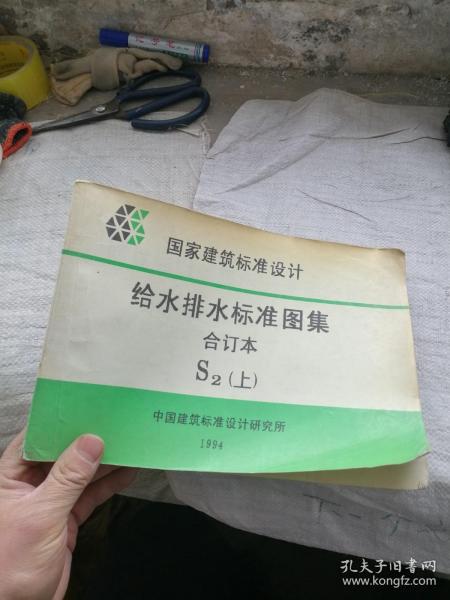 国家建筑标准设计
给水排水标准图集
合订本
S₂(上)
中国建筑标准设计研究所
1994
孔夫子旧书网
www.kongfz.com